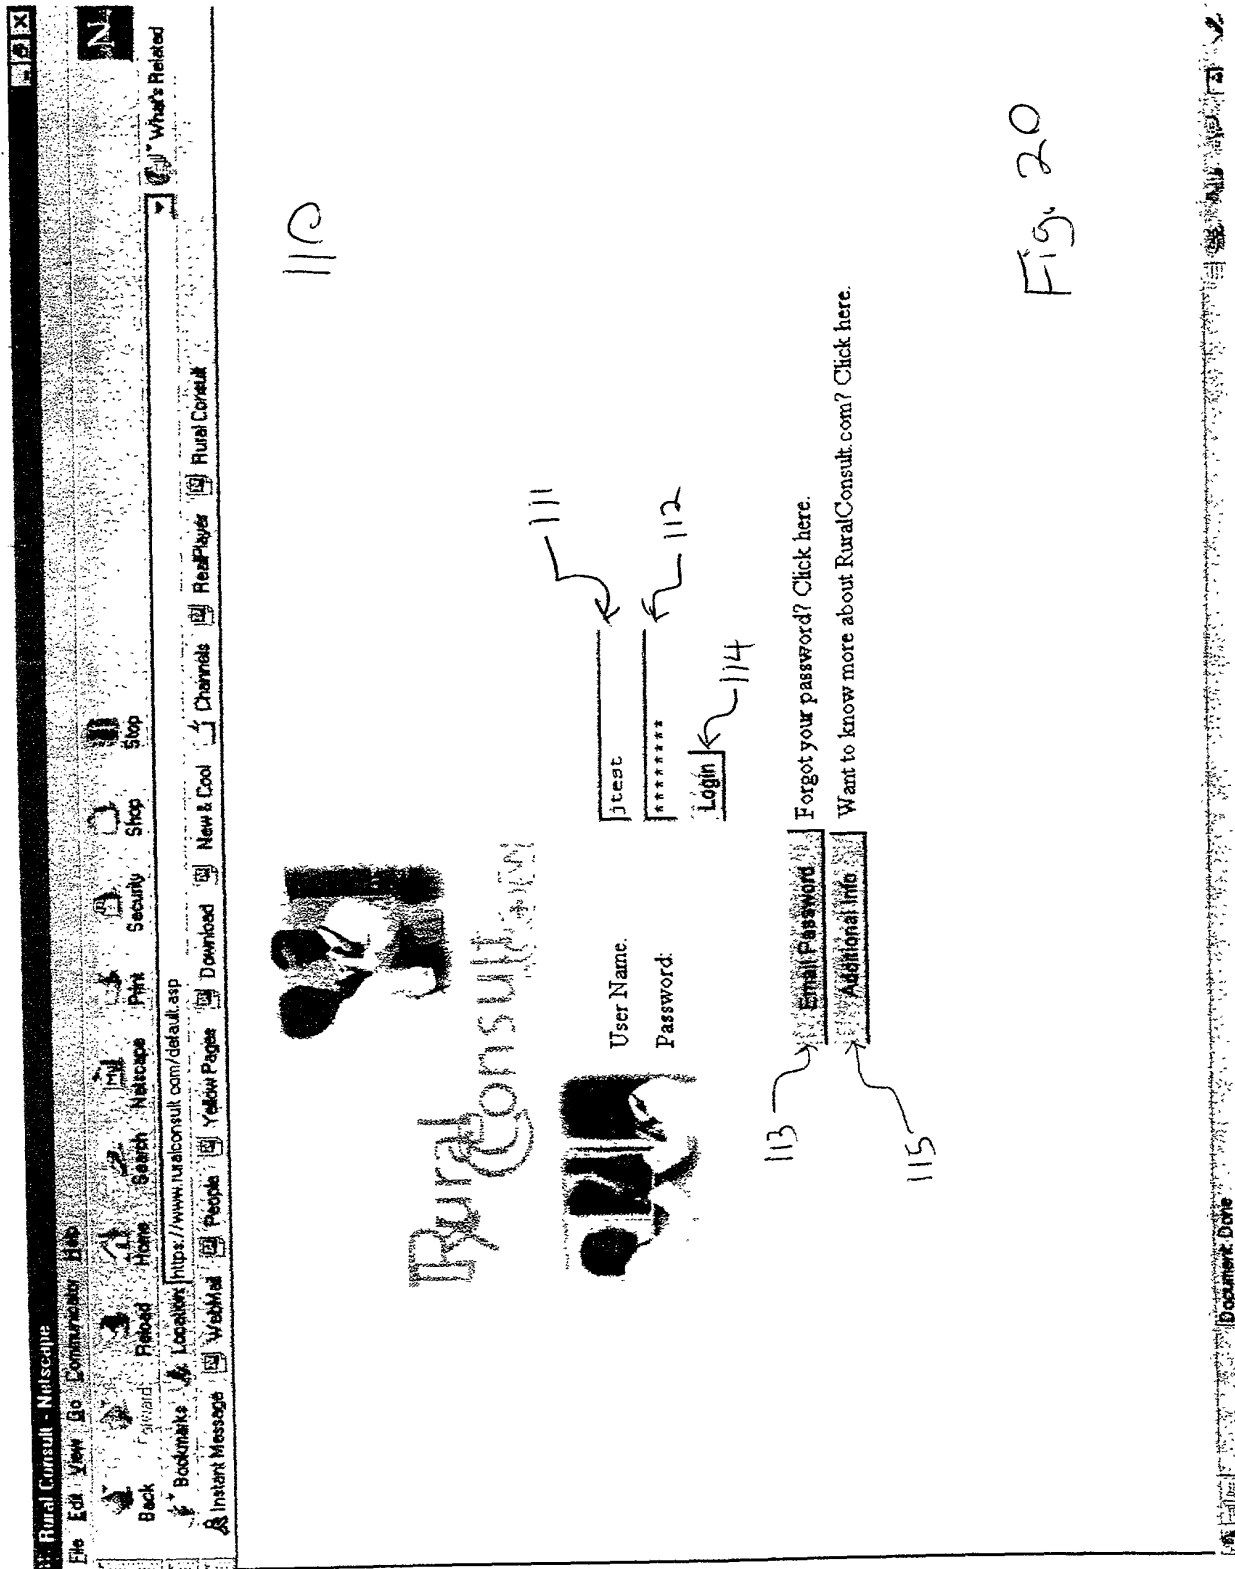 Rural Consult - Netscape
File Edit View Go Communicator Help
Back Forward Reload Home Search Netscape Print Security Shop Stop
N
Bookmarks Location: https://www.ruralconsult.com/default.asp What's Related
Instant Message WebMail People Yellow Pages Download New & Cool Channels RealPlayer Rural Consult
110
Rural
Consult.com
User Name: jtest 111
Password: ******** 112
Login 114
113 Email Password Forgot your password? Click here.
115 Additional Info Want to know more about RuralConsult.com? Click here.
Fig. 20
Document: Done